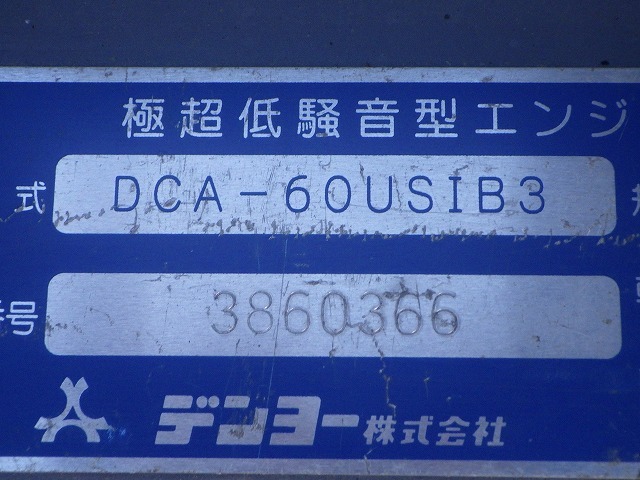 極超低騒音型エンジ
式 DCA-60USIB3
番号 3860366
デンヨー株式会社